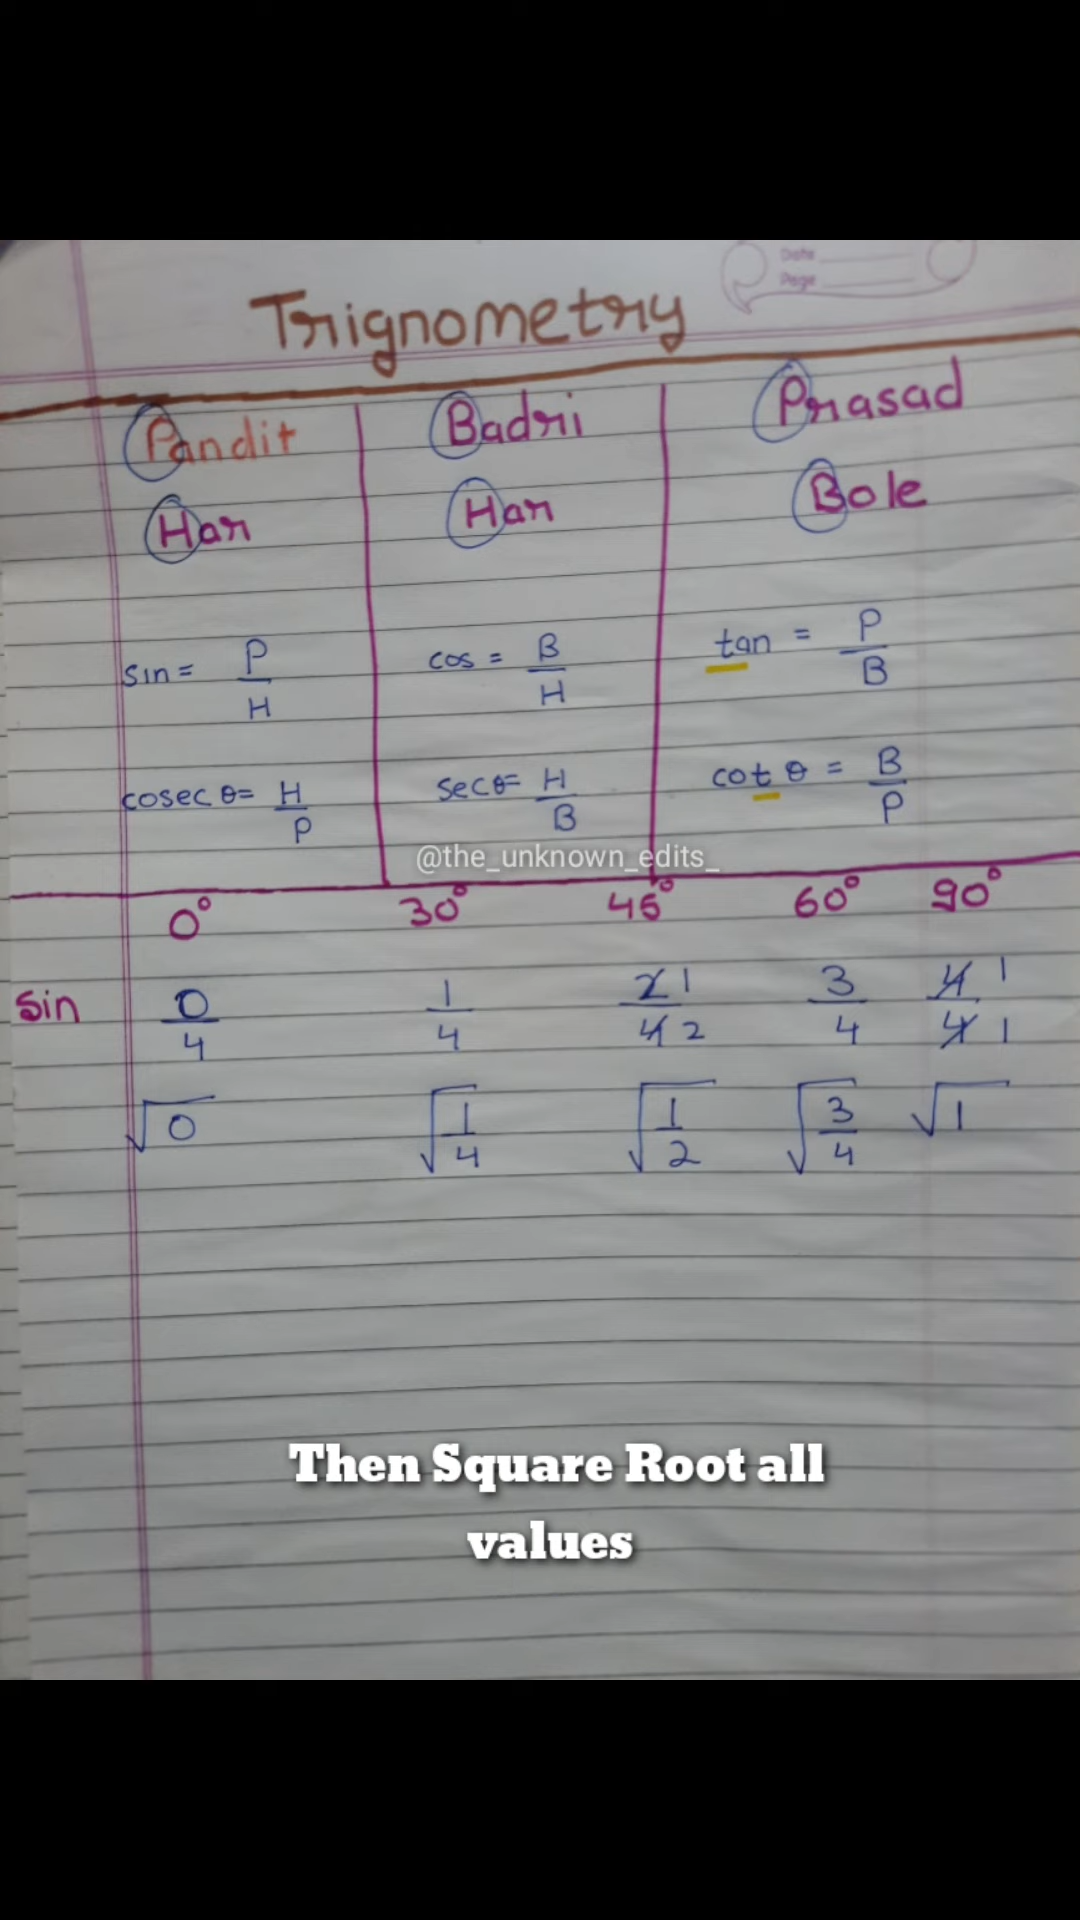 Date
Page
Trignometry
Pandit Badri Prasad
Har Har Bole
sin = P/H cos = B/H tan = P/B
cosec θ = H/P sec θ = H/B cot θ = B/P
@the_unknown_edits_
0° 30° 45° 60° 90°
Sin 0/4 1/4 2/4 1/2 3/4 4/4 1/1
√0 √1/4 √1/2 √3/4 √1
Then Square Root all
values